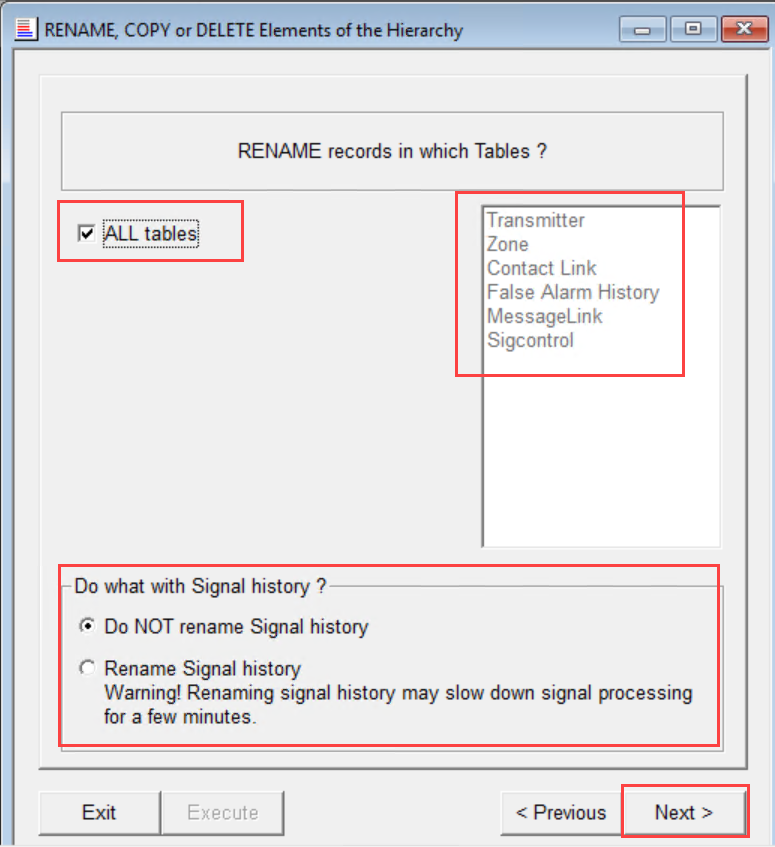 RENAME, COPY or DELETE Elements of the Hierarchy
RENAME records in which Tables ?
ALL tables
Transmitter
Zone
Contact Link
False Alarm History
MessageLink
Sigcontrol
Do what with Signal history ?
Do NOT rename Signal history
Rename Signal history
Warning! Renaming signal history may slow down signal processing
for a few minutes.
Exit
Execute
< Previous
Next >